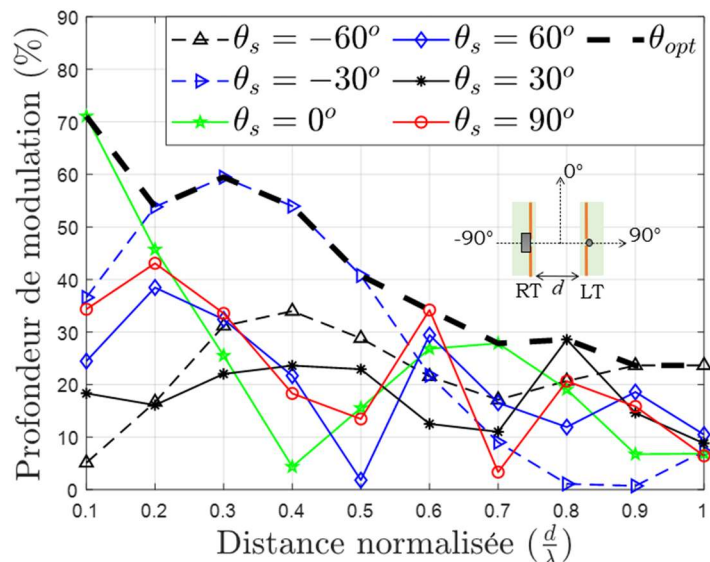 Profondeur de modulation (%)
90
80
70
60
50
40
30
20
10
0
θs = −60° θs = 60° θopt
θs = −30° θs = 30°
θs = 0° θs = 90°
0°
-90° 90°
RT d LT
0.1 0.2 0.3 0.4 0.5 0.6 0.7 0.8 0.9 1
Distance normalisée (d/λ)